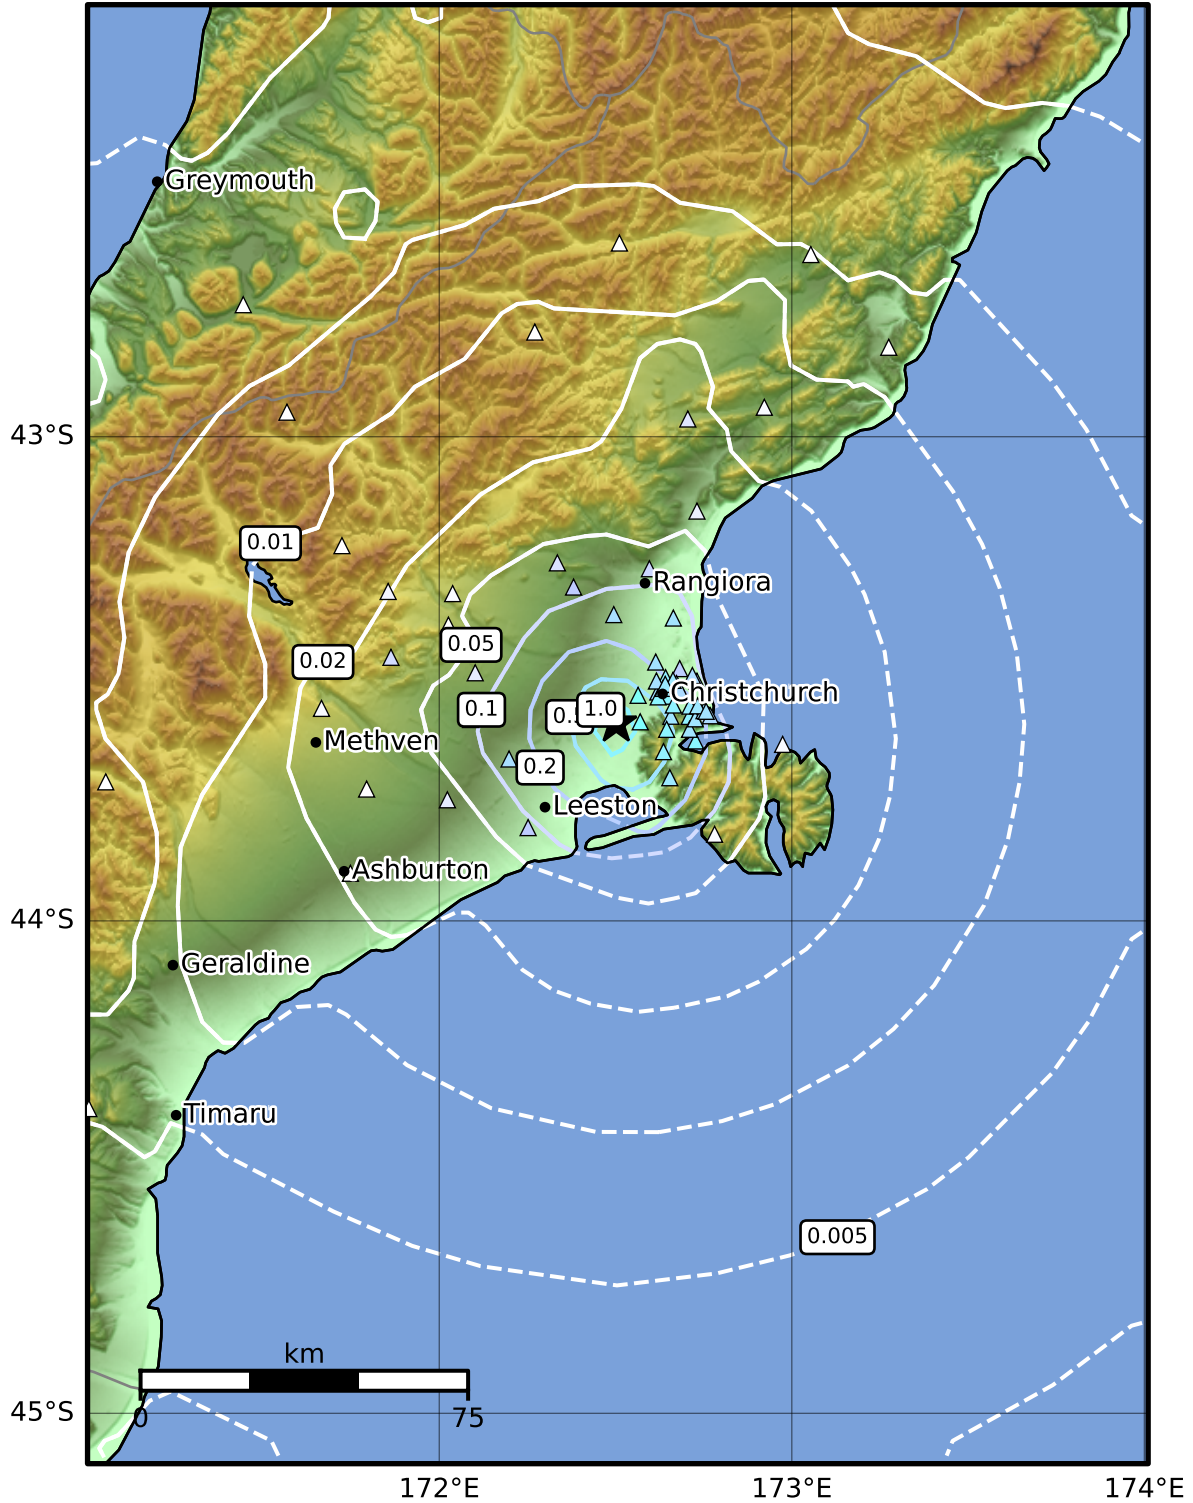 Greymouth
43°S
0.01
Rangiora
0.05
0.02
Christchurch
0.1
1.0
Methven
0.2
Leeston
Ashburton
44°S
Geraldine
Timaru
0.005
km
0
75
45°S
172°E
173°E
174°E